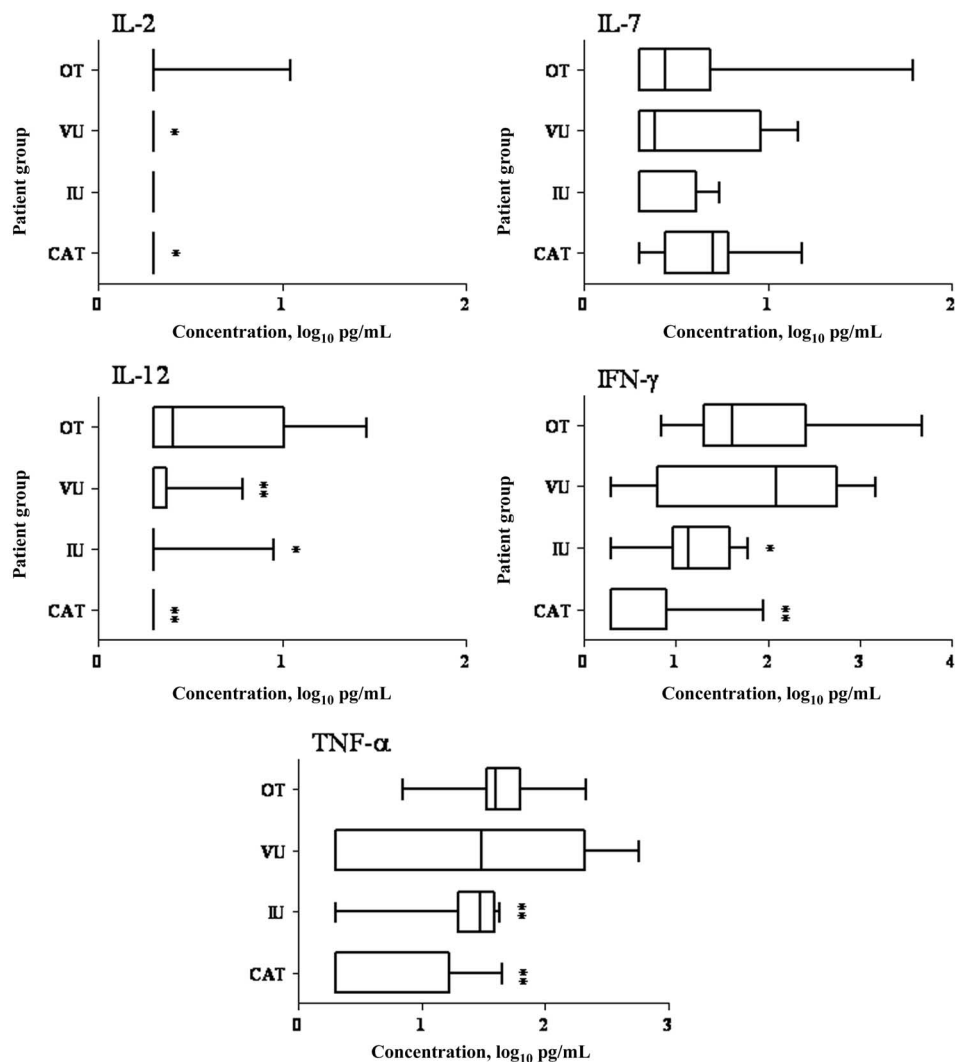 IL-2
Patient group
OT
VU *
IU
CAT *
0 1 2
Concentration, log₁₀ pg/mL
IL-7
Patient group
OT
VU
IU
CAT
0 1 2
Concentration, log₁₀ pg/mL
IL-12
Patient group
OT
VU **
IU *
CAT **
0 1 2
Concentration, log₁₀ pg/mL
IFN-γ
Patient group
OT
VU
IU *
CAT **
0 1 2 3 4
Concentration, log₁₀ pg/mL
TNF-α
Patient group
OT
VU
IU **
CAT **
0 1 2 3
Concentration, log₁₀ pg/mL